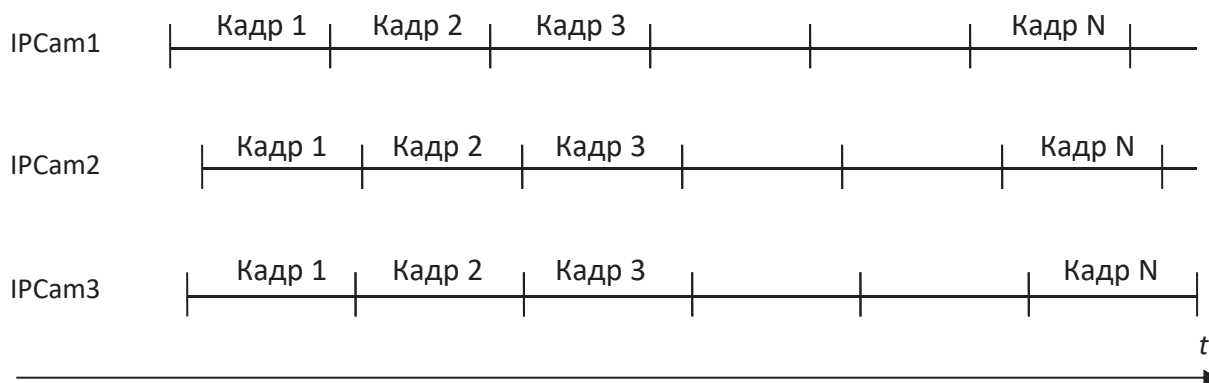 Кадр 1 Кадр 2 Кадр 3 Кадр N
IPCam1
Кадр 1 Кадр 2 Кадр 3 Кадр N
IPCam2
Кадр 1 Кадр 2 Кадр 3 Кадр N
IPCam3
t